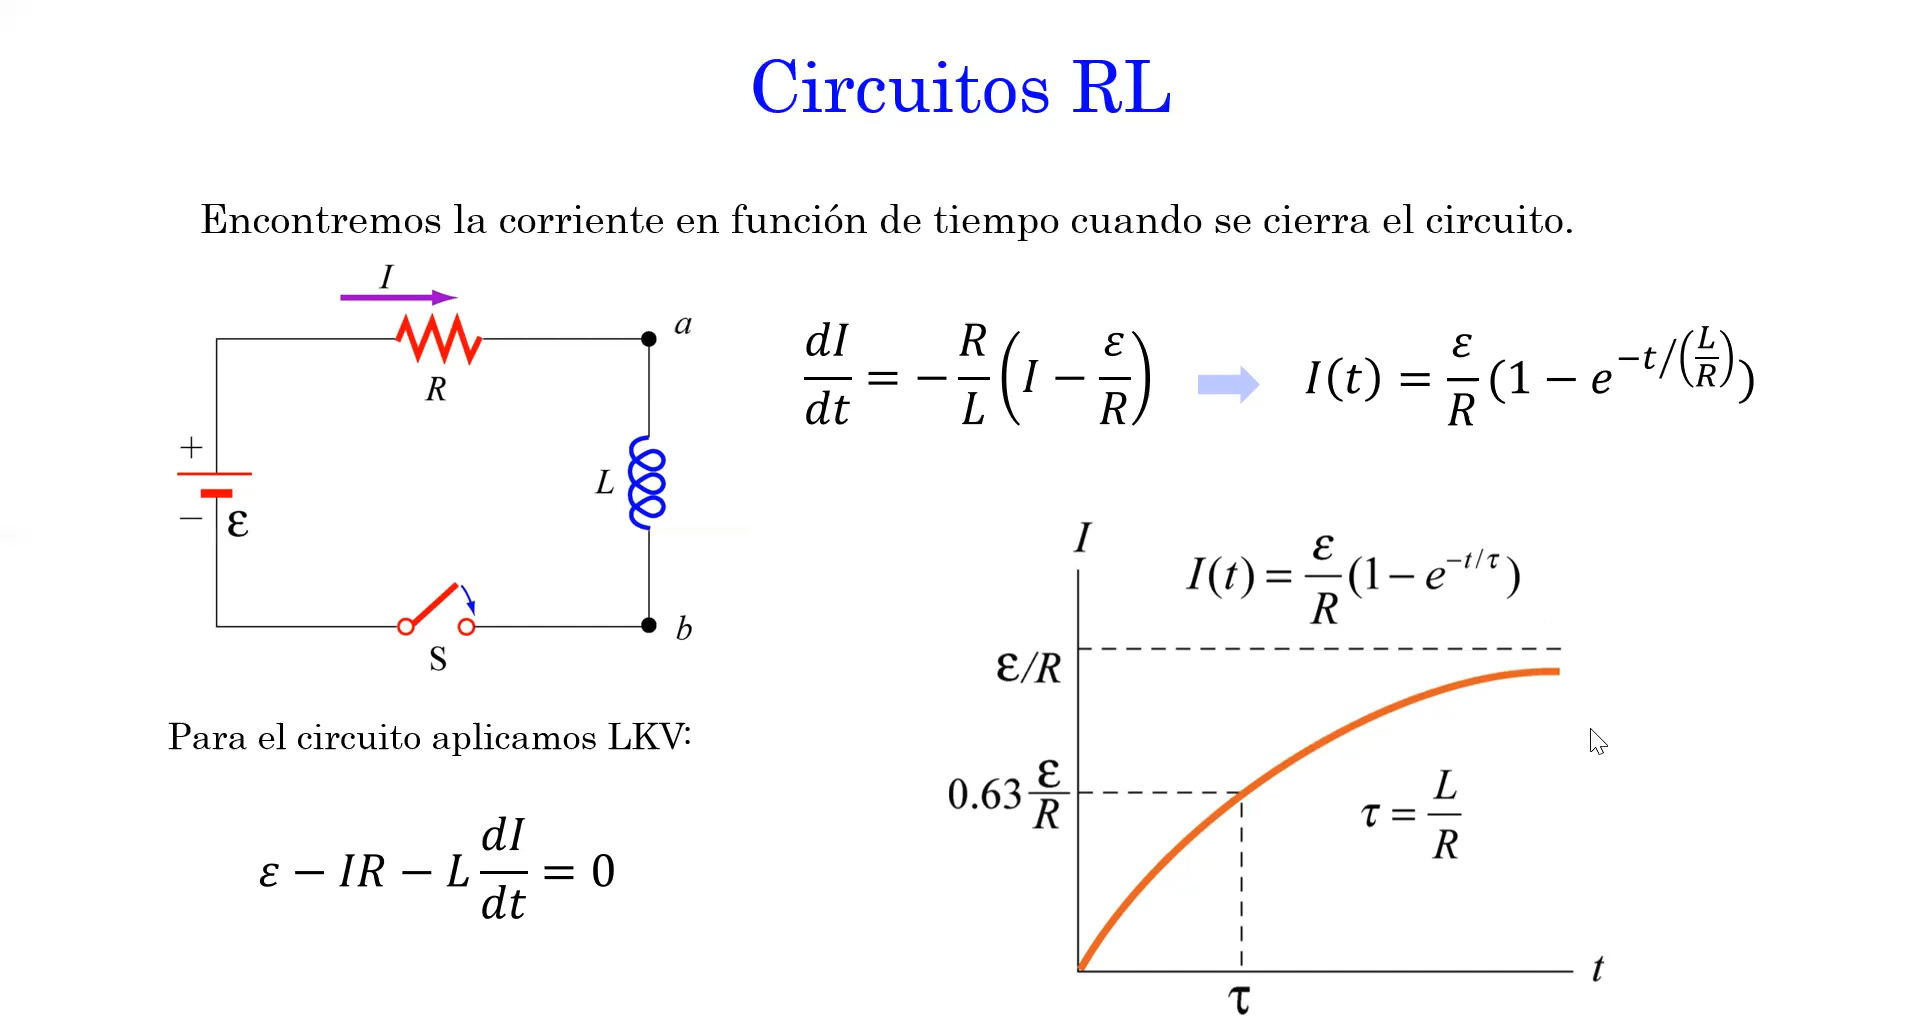 Circuitos RL
Encontremos la corriente en función de tiempo cuando se cierra el circuito.
I
R
a
+
−
ε
L
S
b
dI/dt = −R/L (I − ε/R)
I(t) = ε/R (1 − e^{−t/(L/R)})
Para el circuito aplicamos LKV:
ε − IR − L dI/dt = 0
I
I(t) = ε/R (1 − e^{−t/τ})
ε/R
0.63 ε/R
τ = L/R
t
τ